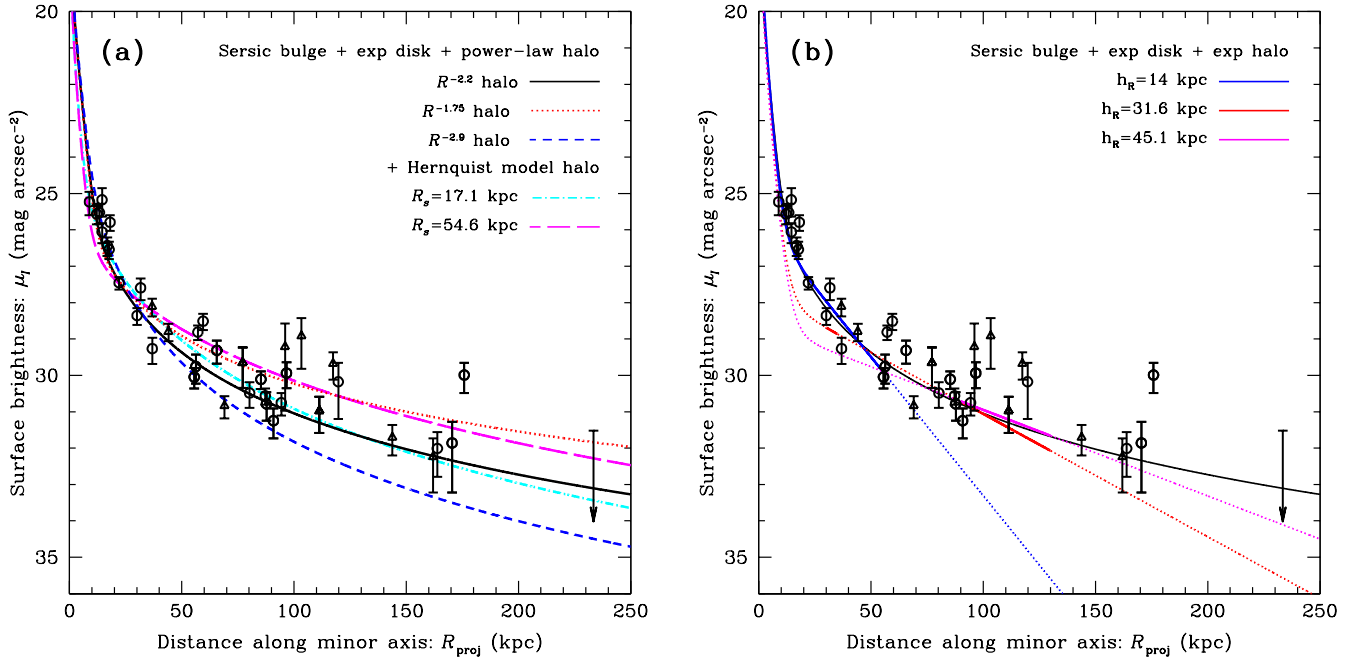 (a)
Sersic bulge + exp disk + power-law halo
R^−2.2 halo
R^−1.75 halo
R^−2.9 halo
+ Hernquist model halo
R_s=17.1 kpc
R_s=54.6 kpc
20
25
30
35
Surface brightness: μ_I (mag arcsec^−2)
0 50 100 150 200 250
Distance along minor axis: R_proj (kpc)
(b)
Sersic bulge + exp disk + exp halo
h_R=14 kpc
h_R=31.6 kpc
h_R=45.1 kpc
20
25
30
35
Surface brightness: μ_I (mag arcsec^−2)
0 50 100 150 200 250
Distance along minor axis: R_proj (kpc)